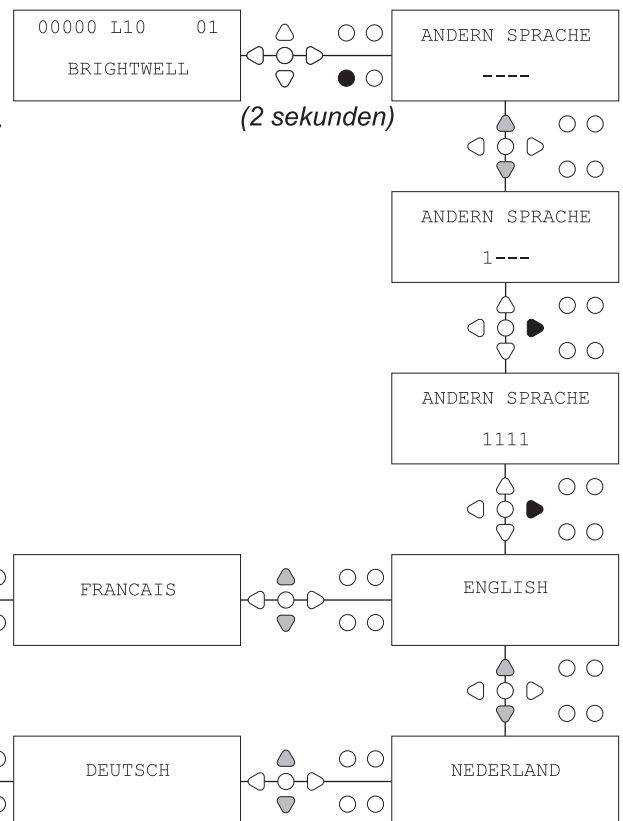 00000 L10 01
BRIGHTWELL
(2 sekunden)
ANDERN SPRACHE
----
ANDERN SPRACHE
1---
ANDERN SPRACHE
1111
FRANCAIS
ENGLISH
DEUTSCH
NEDERLAND